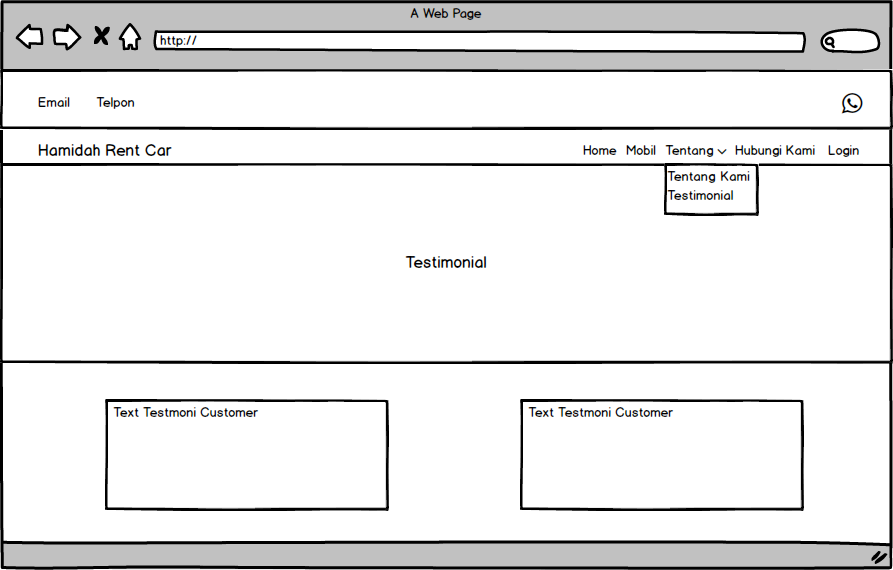 A Web Page
http://
Email Telpon
Hamidah Rent Car Home Mobil Tentang Hubungi Kami Login
Tentang Kami
Testimonial
Testimonial
Text Testmoni Customer Text Testmoni Customer